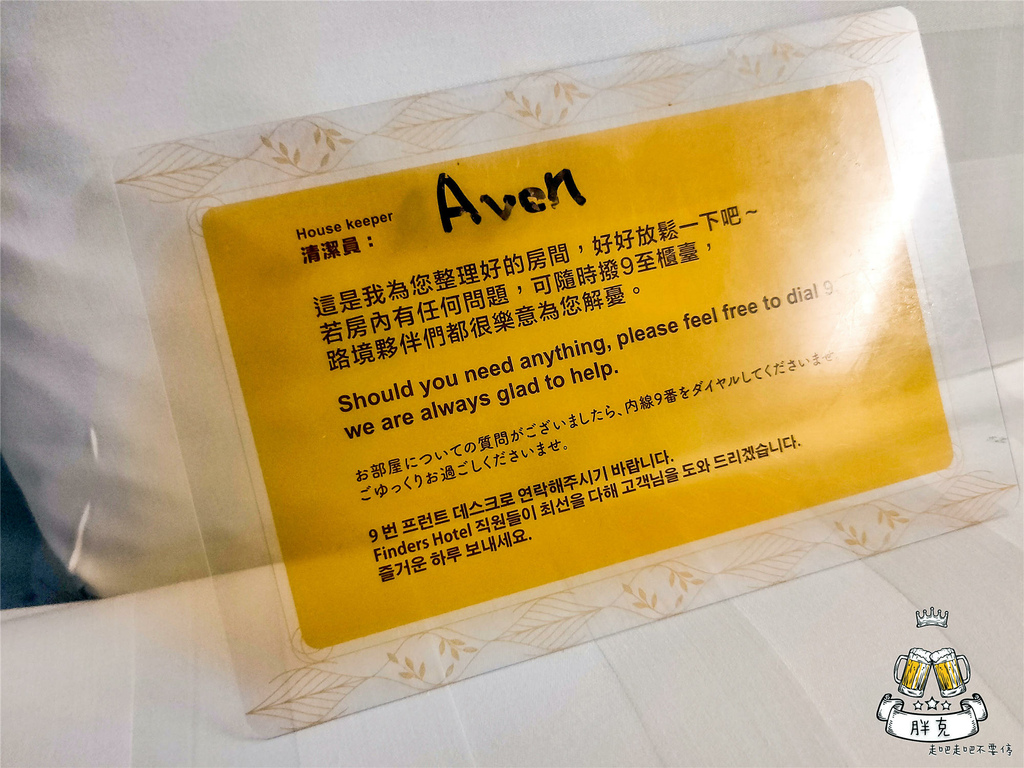 House keeper
清潔員：
Aven
這是我為您整理好的房間，好好放鬆一下吧～
若房內有任何問題，可隨時撥9至櫃臺，
路境夥伴們都很樂意為您解憂。
Should you need anything, please feel free to dial 9
we are always glad to help.
お部屋についての質問がございましたら、内線9番をダイヤルしてくださいませ
ごゆっくりお過ごしくださいませ。
9 번 프런트 데스크로 연락해주시기 바랍니다.
Finders Hotel 직원들이 최선을 다해 고객님을 도와 드리겠습니다.
즐거운 하루 보내세요.
胖克
走吧走吧不要停